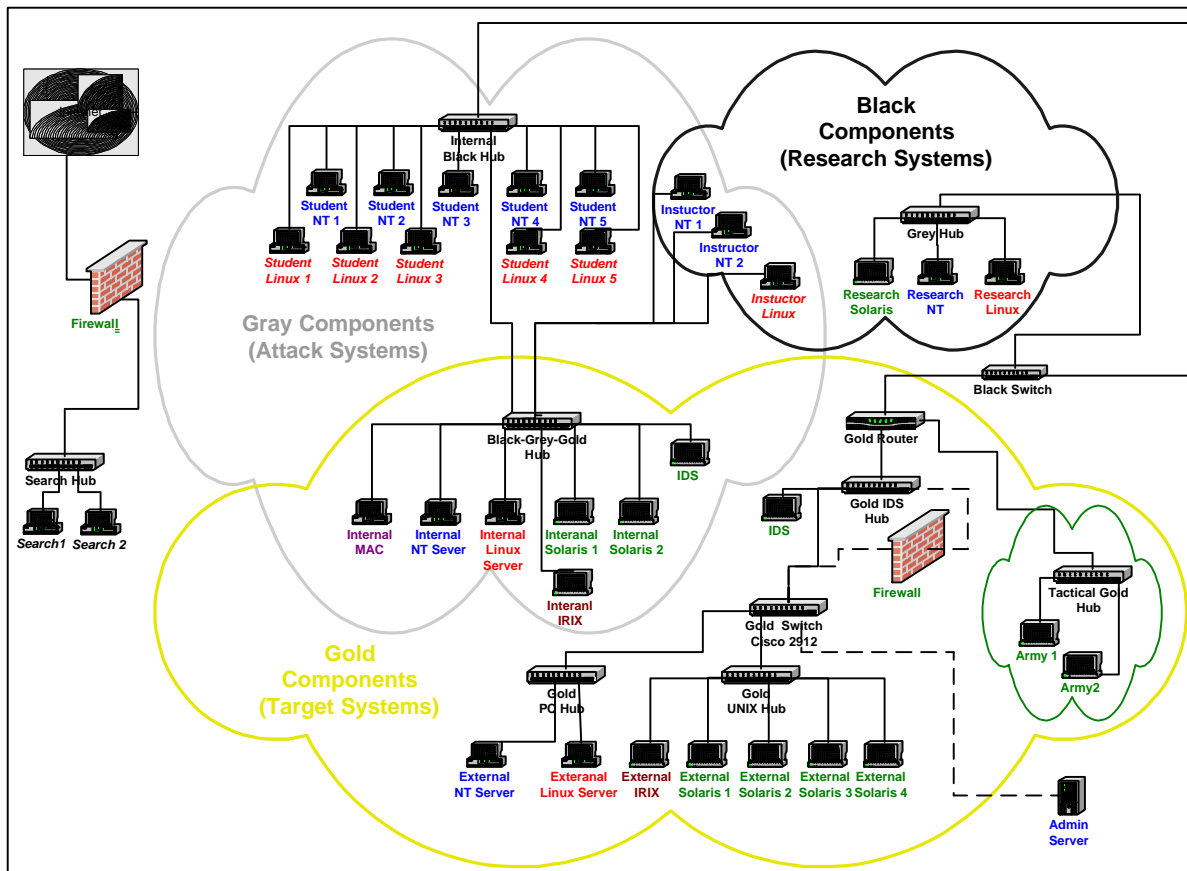 Black
Components
(Research Systems)
Internal
Black Hub
Student
NT 1
Student
NT 2
Student
NT 3
Student
NT 4
Student
NT 5
Instuctor
NT 1
Instructor
NT 2
Grey Hub
Student
Linux 1
Student
Linux 2
Student
Linux 3
Student
Linux 4
Student
Linux 5
Instuctor
Linux
Research
Solaris
Research
NT
Research
Linux
Firewall
Gray Components
(Attack Systems)
Black Switch
Black-Grey-Gold
Hub
Gold Router
Search Hub
IDS
Gold IDS
Hub
IDS
Search1
Search 2
Internal
MAC
Internal
NT Sever
Internal
Linux
Server
Interanal
Solaris 1
Internal
Solaris 2
Firewall
Interanl
IRIX
Tactical Gold
Hub
Gold Switch
Cisco 2912
Army 1
Army2
Gold
Components
(Target Systems)
Gold
PC Hub
Gold
UNIX Hub
External
NT Server
Exteranal
Linux Server
External
IRIX
External
Solaris 1
External
Solaris 2
External
Solaris 3
External
Solaris 4
Admin
Server